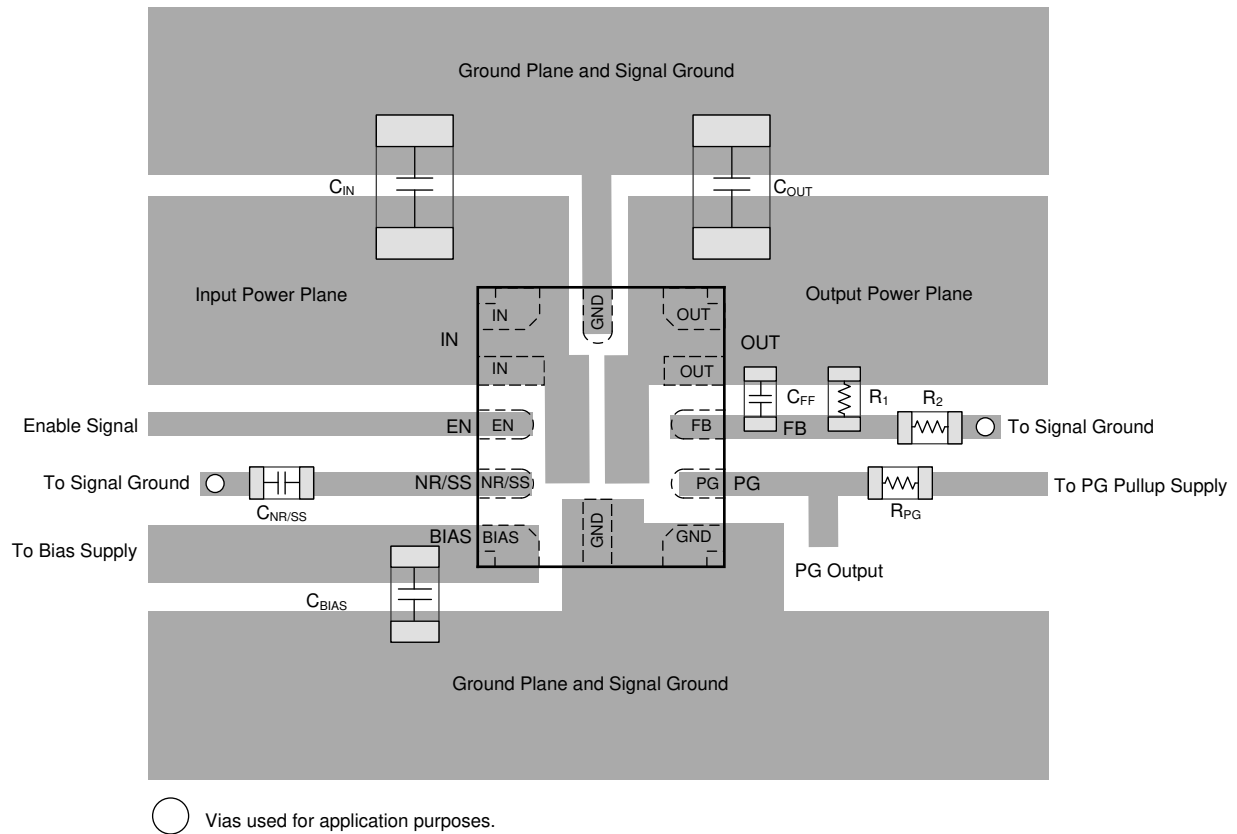 Ground Plane and Signal Ground
C_IN
C_OUT
Input Power Plane
Output Power Plane
IN
GND
OUT
IN
OUT
IN
OUT
C_FF
R_1
R_2
Enable Signal
EN
EN
FB
FB
To Signal Ground
To Signal Ground
NR/SS
NR/SS
PG
PG
To PG Pullup Supply
C_NR/SS
R_PG
To Bias Supply
BIAS
BIAS
GND
GND
PG Output
C_BIAS
Ground Plane and Signal Ground
Vias used for application purposes.